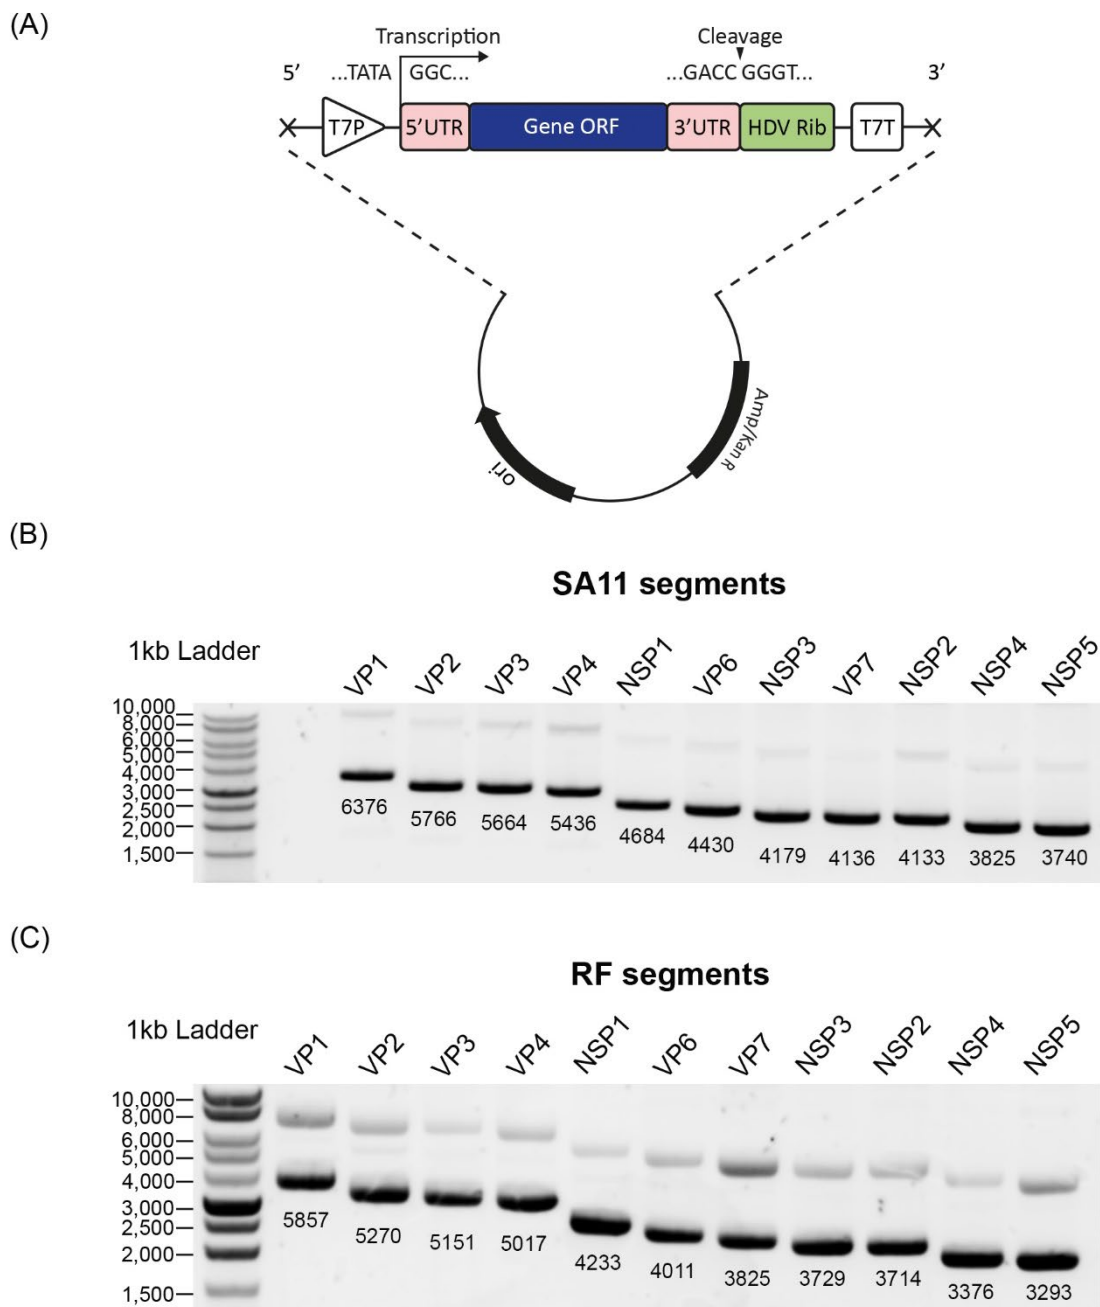 (A)
Transcription
Cleavage
5′ ...TATA GGC... ...GACC GGGT... 3′
T7P 5′UTR Gene ORF 3′UTR HDV Rib T7T
ori
Amp/Kan R
(B)
SA11 segments
1kb Ladder VP1 VP2 VP3 VP4 NSP1 VP6 NSP3 VP7 NSP2 NSP4 NSP5
10,000
8,000
6,000
5,000
4,000
3,000
2,500
2,000
1,500
6376 5766 5664 5436 4684 4430 4179 4136 4133 3825 3740
(C)
RF segments
1kb Ladder VP1 VP2 VP3 VP4 NSP1 VP6 VP7 NSP3 NSP2 NSP4 NSP5
10,000
8,000
6,000
5,000
4,000
3,000
2,500
2,000
1,500
5857 5270 5151 5017 4233 4011 3825 3729 3714 3376 3293